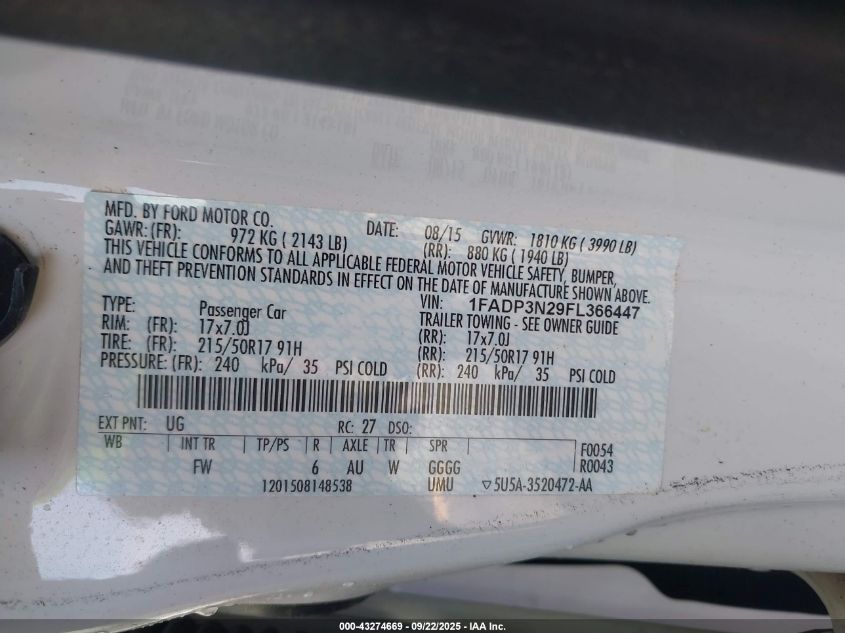 MFD. BY FORD MOTOR CO. DATE: 08/15 GVWR: 1810 KG ( 3990 LB)
GAWR: (FR): 972 KG ( 2143 LB) (RR): 880 KG ( 1940 LB)
THIS VEHICLE CONFORMS TO ALL APPLICABLE FEDERAL MOTOR VEHICLE SAFETY, BUMPER,
AND THEFT PREVENTION STANDARDS IN EFFECT ON THE DATE OF MANUFACTURE SHOWN ABOVE.
VIN: 1FADP3N29FL366447
TYPE: Passenger Car TRAILER TOWING - SEE OWNER GUIDE
RIM: (FR): 17x7.0J (RR): 17x7.0J
TIRE: (FR): 215/50R17 91H (RR): 215/50R17 91H
PRESSURE: (FR): 240 kPa/ 35 PSI COLD (RR): 240 kPa/ 35 PSI COLD
EXT PNT: UG RC: 27 DSO:
WB INT TR TP/PS R AXLE TR SPR F0054
FW 6 AU W GGGG R0043
1201508148538 UMU ▽5U5A-3520472-AA
000-43274669 - 09/22/2025 - IAA Inc.